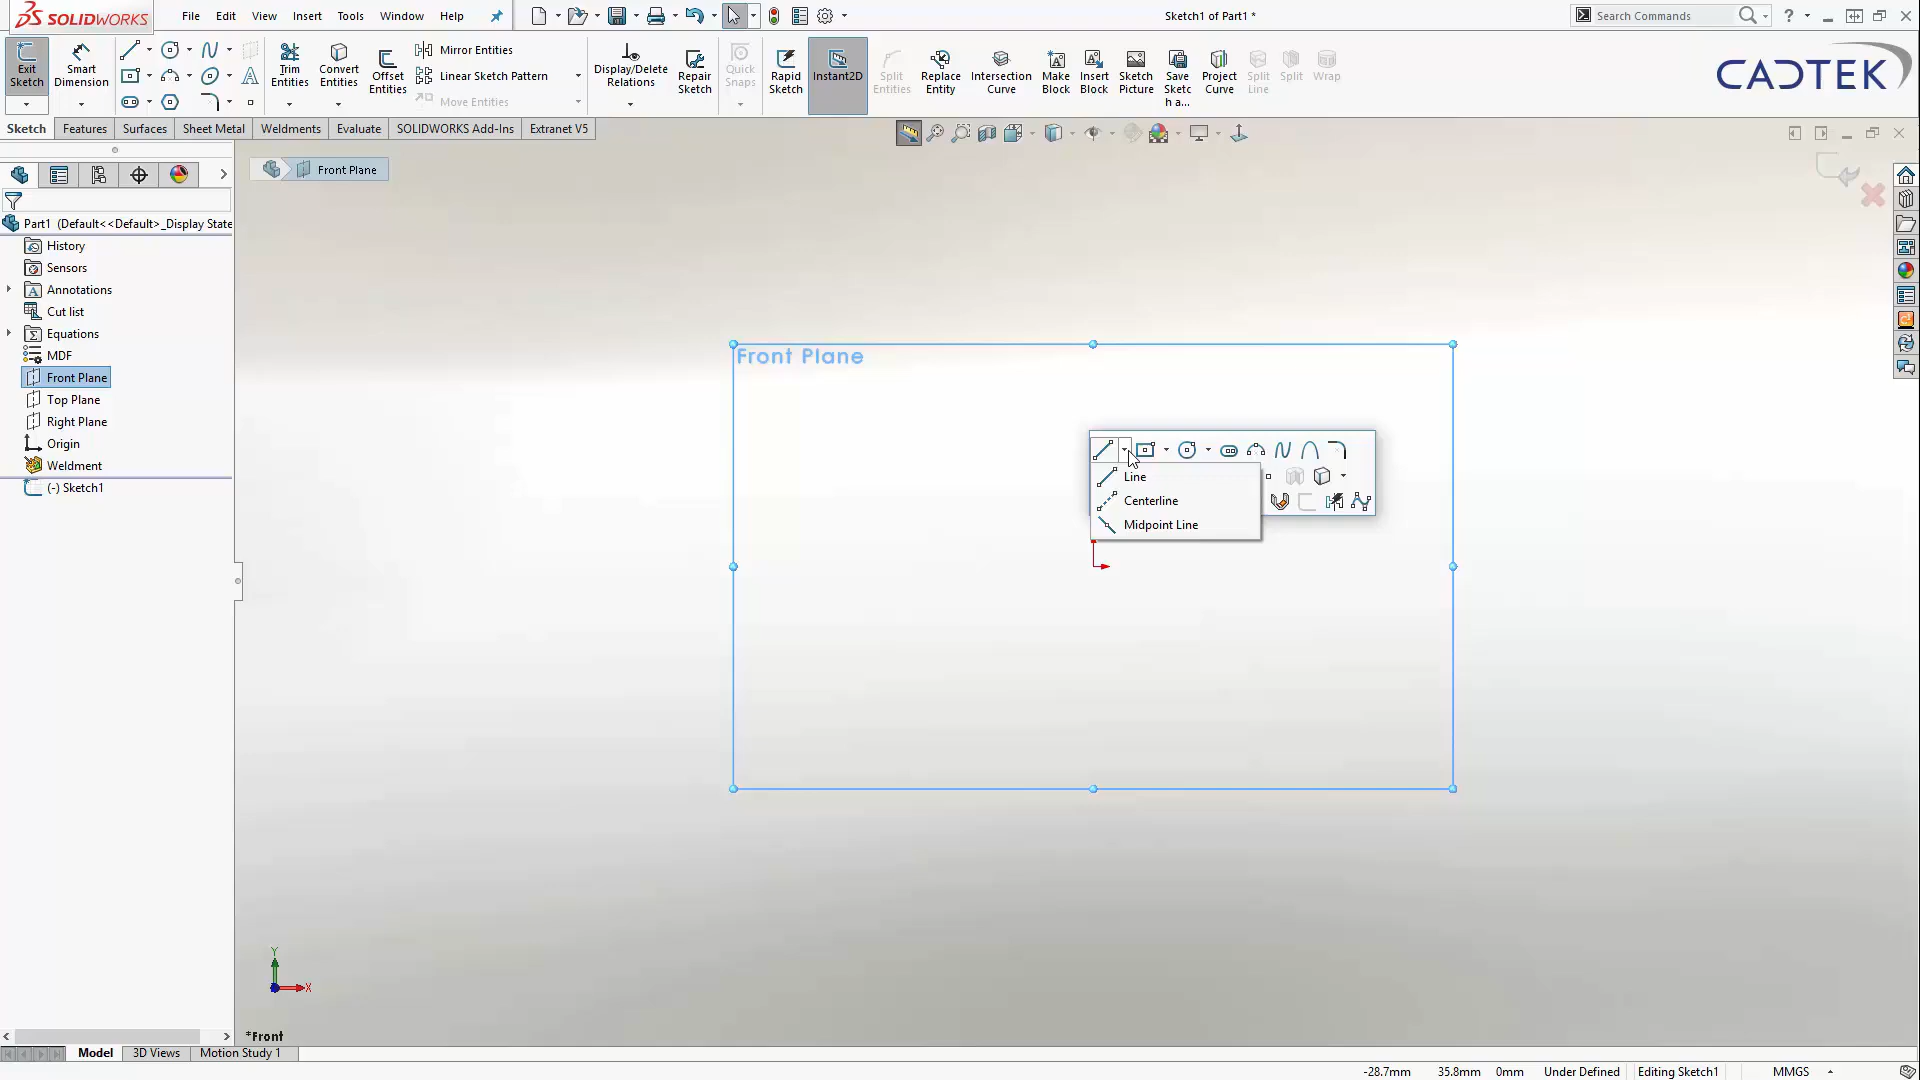 SOLIDWORKS File Edit View Insert Tools Window Help Sketch1 of Part1 * Search Commands ?
Exit Sketch Smart Dimension Trim Entities Convert Entities Offset Entities Mirror Entities Linear Sketch Pattern Move Entities Display/Delete Relations Repair Sketch Quick Snaps Rapid Sketch Instant2D Split Entities Replace Entity Intersection Curve Make Block Insert Block Sketch Picture Save Sketc h a... Project Curve Split Line Split Wrap CADTEK
Sketch Features Surfaces Sheet Metal Weldments Evaluate SOLIDWORKS Add-Ins Extranet V5
Front Plane
Part1 (Default<<Default>_Display State
History
Sensors
Annotations
Cut list
Equations
MDF
Front Plane
Top Plane
Right Plane
Origin
Weldment
(-) Sketch1
Front Plane
Line
Centerline
Midpoint Line
Y
X
*Front
Model 3D Views Motion Study 1
-28.7mm 35.8mm 0mm Under Defined Editing Sketch1 MMGS